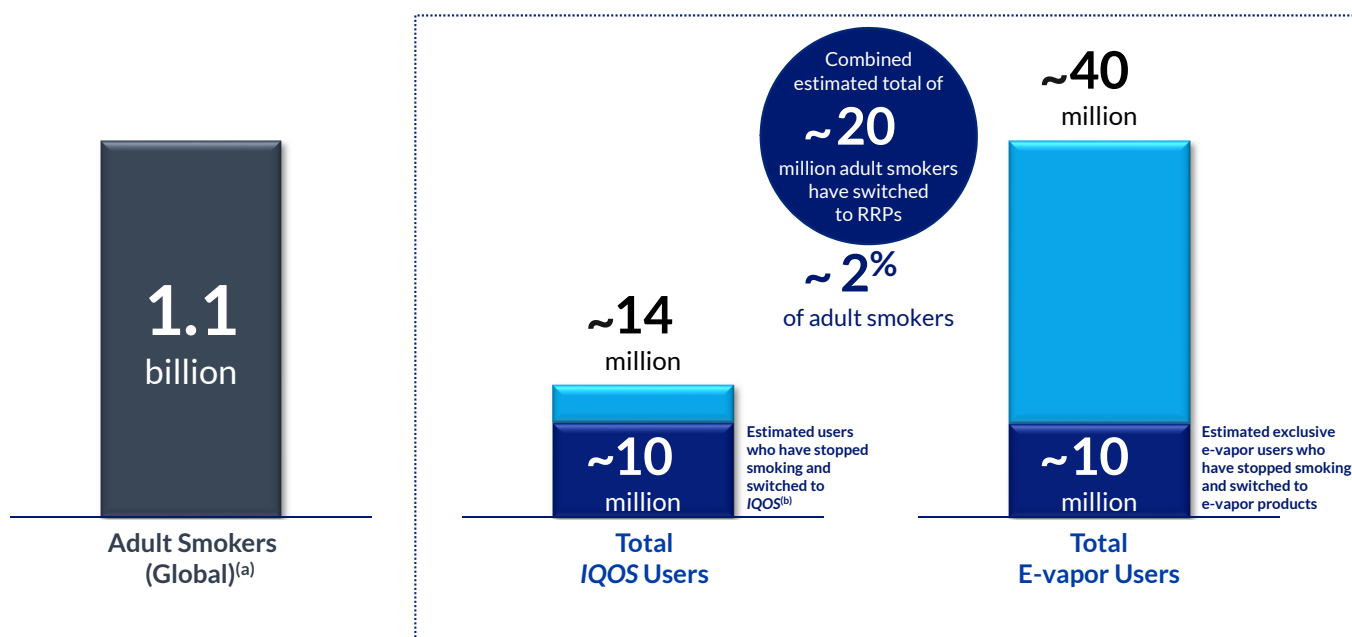 1.1
billion
Adult Smokers
(Global)(a)
~14
million
~10
million
Estimated users
who have stopped
smoking and
switched to
IQOS(b)
Total
IQOS Users
Combined
estimated total of
~20
million adult smokers
have switched
to RRPs
~2%
of adult smokers
~40
million
~10
million
Estimated exclusive
e-vapor users who
have stopped smoking
and switched to
e-vapor products
Total
E-vapor Users